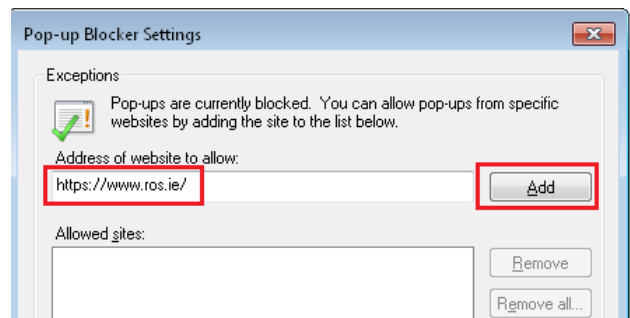 Pop-up Blocker Settings
Exceptions
Pop-ups are currently blocked. You can allow pop-ups from specific
websites by adding the site to the list below.
Address of website to allow:
https://www.ros.ie/
Add
Allowed sites:
Remove
Remove all...